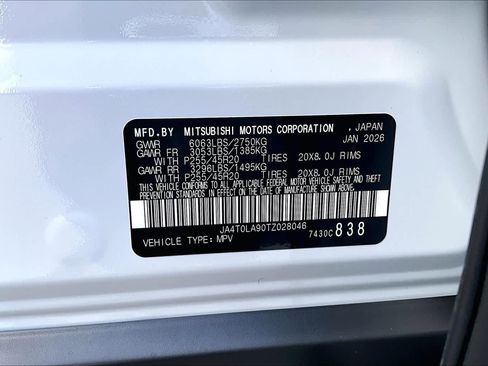 MFD.BY MITSUBISHI MOTORS CORPORATION , JAPAN
GVWR 6063LBS/2750KG JAN 2026
GAWR FR 3053LBS/1385KG
WITH P255/45R20 TIRES 20X8.0J RIMS
GAWR RR 3296LBS/1495KG
WITH P255/45R20 TIRES 20X8.0J RIMS
THIS VEHICLE CONFORMS TO ALL APPLICABLE FEDERAL MOTOR VEHICLE SAFETY, BUMPER, AND THEFT
PREVENTION STANDARDS IN EFFECT ON THE DATE OF MANUFACTURE SHOWN ABOVE.
JA4T0LA90TZ028046
VEHICLE TYPE: MPV 7430C 838